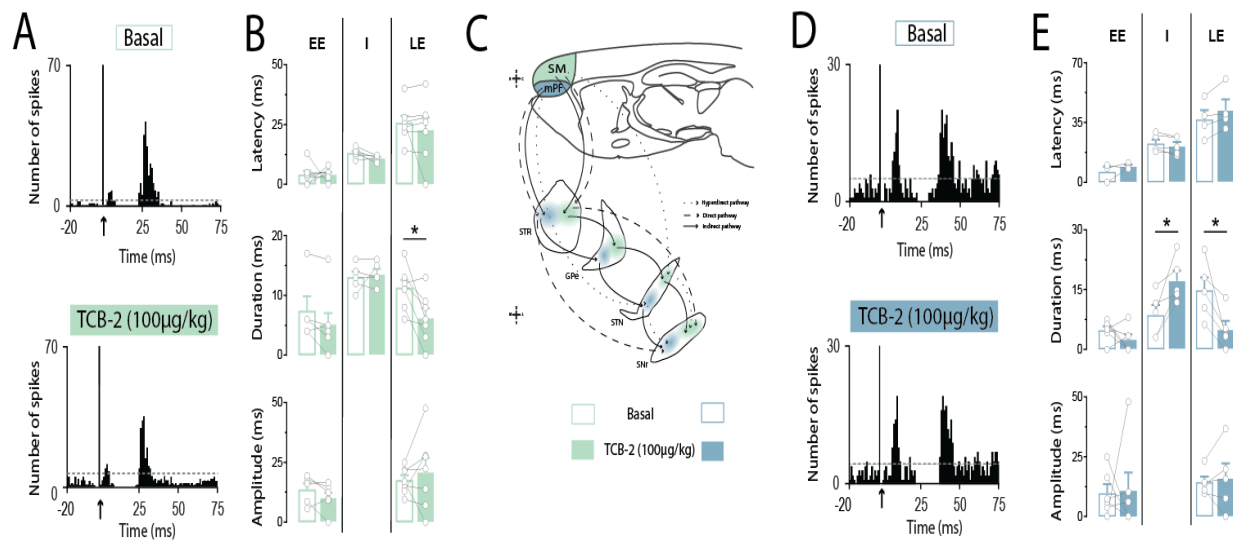 A
Basal
70
Number of spikes
0
-20 0 25 50 75
Time (ms)
TCB-2 (100µg/kg)
70
Number of spikes
0
-20 0 25 50 75
Time (ms)
B
EE I LE
50
Latency (ms)
25
0
20
Duration (ms)
*
10
0
50
Amplitude (ms)
25
0
C
SM
mPF
STR
GPe
STN
SNr
Hyperdirect pathway
Direct pathway
Indirect pathway
Basal
TCB-2 (100µg/kg)
D
Basal
30
Number of spikes
0
-20 0 25 50 75
Time (ms)
TCB-2 (100µg/kg)
30
Number of spikes
0
-20 0 25 50 75
Time (ms)
E
EE I LE
70
Latency (ms)
35
0
30
Duration (ms)
* *
15
0
50
Amplitude (ms)
25
0